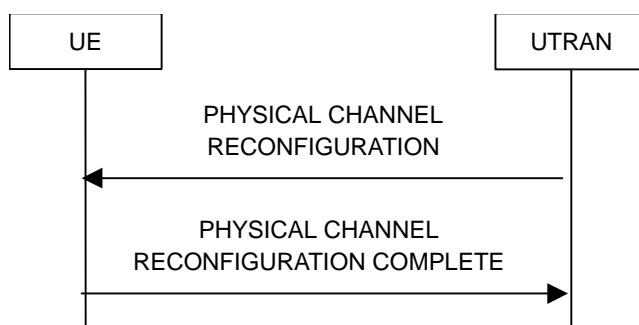 UE
UTRAN
PHYSICAL CHANNEL
RECONFIGURATION
PHYSICAL CHANNEL
RECONFIGURATION COMPLETE